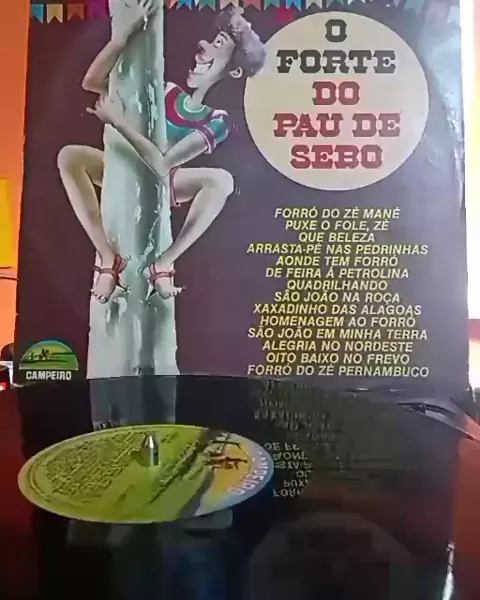 O
FORTE
DO
PAU DE
SEBO
FORRÓ DO ZÉ MANÉ
PUXE O FOLE, ZÉ
QUE BELEZA
ARRASTA-PÉ NAS PEDRINHAS
AONDE TEM FORRÓ
DE FEIRA À PETROLINA
QUADRILHANDO
SÃO JOÃO NA ROÇA
XAXADINHO DAS ALAGOAS
HOMENAGEM AO FORRÓ
SÃO JOÃO EM MINHA TERRA
ALEGRIA NO NORDESTE
OITO BAIXO NO FREVO
FORRÓ DO ZÉ PERNAMBUCO
CAMPEIRO
CAMPEIRO